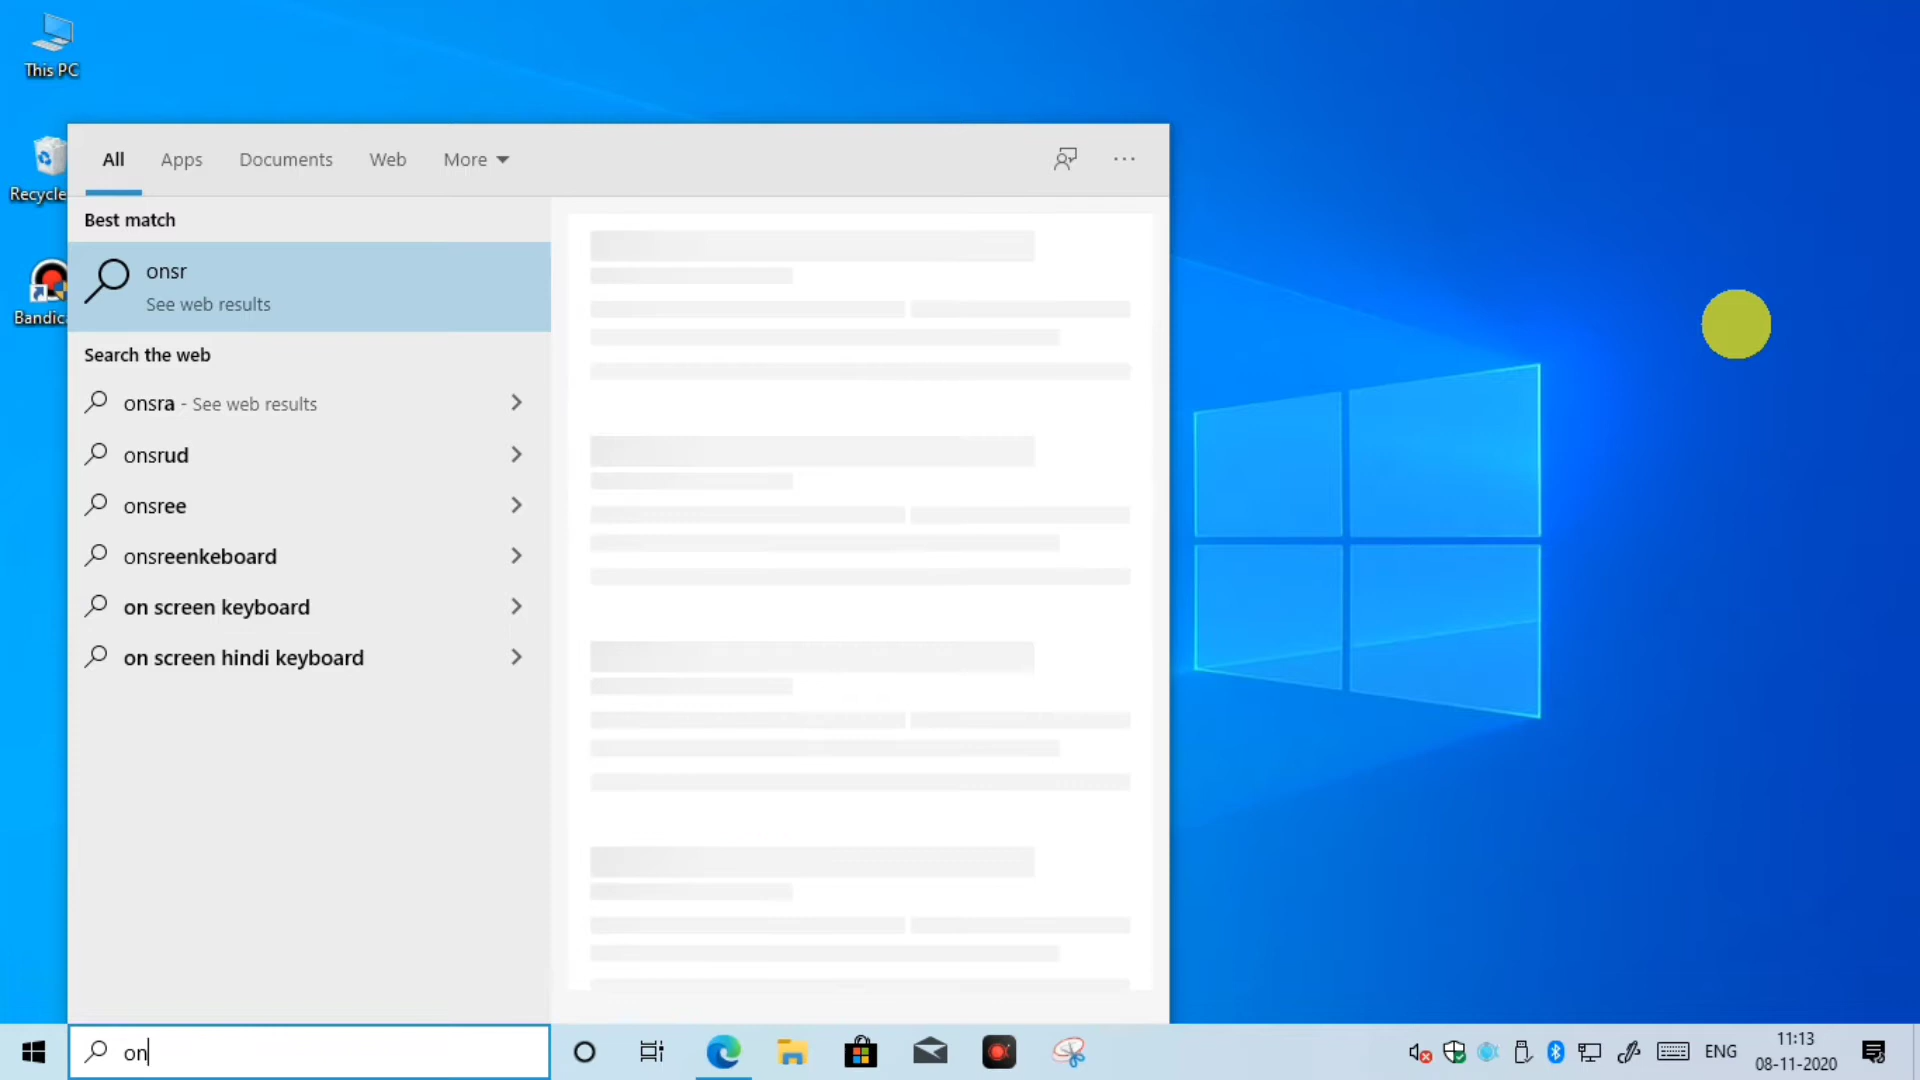 This PC
Recycle
Bandic
All Apps Documents Web More
Best match
onsr
See web results
Search the web
onsra - See web results
onsrud
onsree
onsreenkeboard
on screen keyboard
on screen hindi keyboard
on
ENG
11:13
08-11-2020